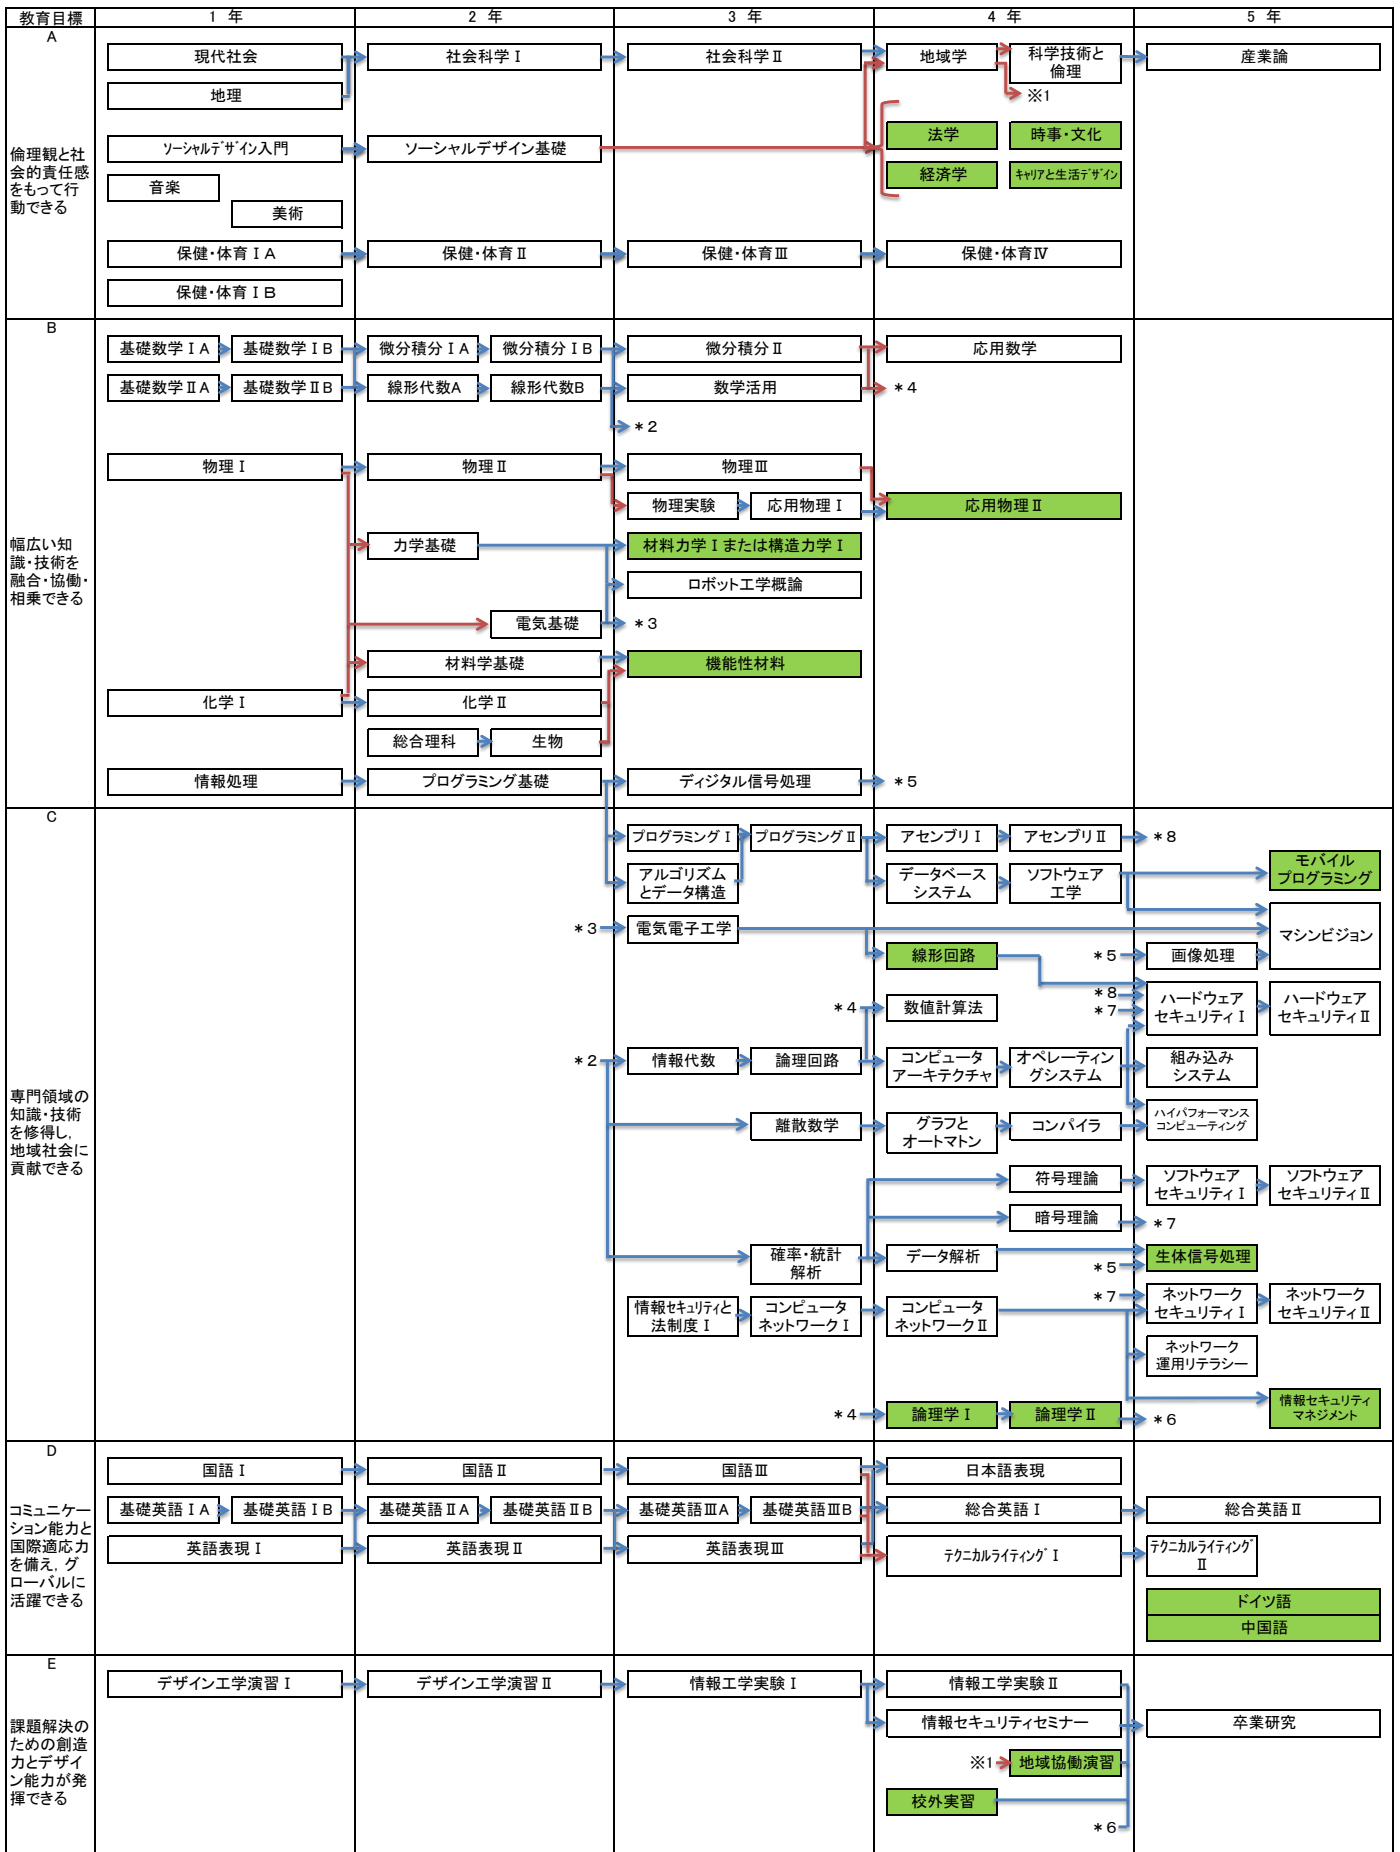 教育目標
1 年
2 年
3 年
4 年
5 年
A
倫理観と社
会的責任感
をもって行
動できる
現代社会
社会科学Ⅰ
社会科学Ⅱ
地域学
科学技術と
倫理
産業論
地理
※1
ソーシャルデザイン入門
ソーシャルデザイン基礎
法学
時事・文化
音楽
経済学
キャリアと生活デザイン
美術
保健・体育ⅠA
保健・体育Ⅱ
保健・体育Ⅲ
保健・体育Ⅳ
保健・体育ⅠB
B
幅広い知
識・技術を
融合・協働・
相乗できる
基礎数学ⅠA
基礎数学ⅠB
微分積分ⅠA
微分積分ⅠB
微分積分Ⅱ
応用数学
基礎数学ⅡA
基礎数学ⅡB
線形代数A
線形代数B
数学活用
*4
*2
物理Ⅰ
物理Ⅱ
物理Ⅲ
物理実験
応用物理Ⅰ
応用物理Ⅱ
力学基礎
材料力学Ⅰまたは構造力学Ⅰ
ロボット工学概論
電気基礎
*3
材料学基礎
機能性材料
化学Ⅰ
化学Ⅱ
総合理科
生物
情報処理
プログラミング基礎
ディジタル信号処理
*5
C
専門領域の
知識・技術
を修得し,
地域社会に
貢献できる
プログラミングⅠ
プログラミングⅡ
アセンブリⅠ
アセンブリⅡ
*8
アルゴリズム
とデータ構造
データベース
システム
ソフトウェア
工学
モバイル
プログラミング
*3
電気電子工学
マシンビジョン
線形回路
*5
画像処理
*8
*7
ハードウェア
セキュリティⅠ
ハードウェア
セキュリティⅡ
*4
数値計算法
*2
情報代数
論理回路
コンピュータ
アーキテクチャ
オペレーティン
グシステム
組み込み
システム
離散数学
グラフと
オートマトン
コンパイラ
ハイパフォーマンス
コンピューティング
符号理論
ソフトウェア
セキュリティⅠ
ソフトウェア
セキュリティⅡ
暗号理論
*7
確率・統計
解析
データ解析
*5
生体信号処理
情報セキュリティと
法制度Ⅰ
コンピュータ
ネットワークⅠ
コンピュータ
ネットワークⅡ
*7
ネットワーク
セキュリティⅠ
ネットワーク
セキュリティⅡ
ネットワーク
運用リテラシー
情報セキュリティ
マネジメント
*4
論理学Ⅰ
論理学Ⅱ
*6
D
コミュニケー
ション能力と
国際適応力
を備え, グ
ローバルに
活躍できる
国語Ⅰ
国語Ⅱ
国語Ⅲ
日本語表現
基礎英語ⅠA
基礎英語ⅠB
基礎英語ⅡA
基礎英語ⅡB
基礎英語ⅢA
基礎英語ⅢB
総合英語Ⅰ
総合英語Ⅱ
英語表現Ⅰ
英語表現Ⅱ
英語表現Ⅲ
テクニカルライティングⅠ
テクニカルライティング
Ⅱ
ドイツ語
中国語
E
課題解決の
ための創造
力とデザイ
ン能力が発
揮できる
デザイン工学演習Ⅰ
デザイン工学演習Ⅱ
情報工学実験Ⅰ
情報工学実験Ⅱ
情報セキュリティセミナー
卒業研究
※1
地域協働演習
校外実習
*6